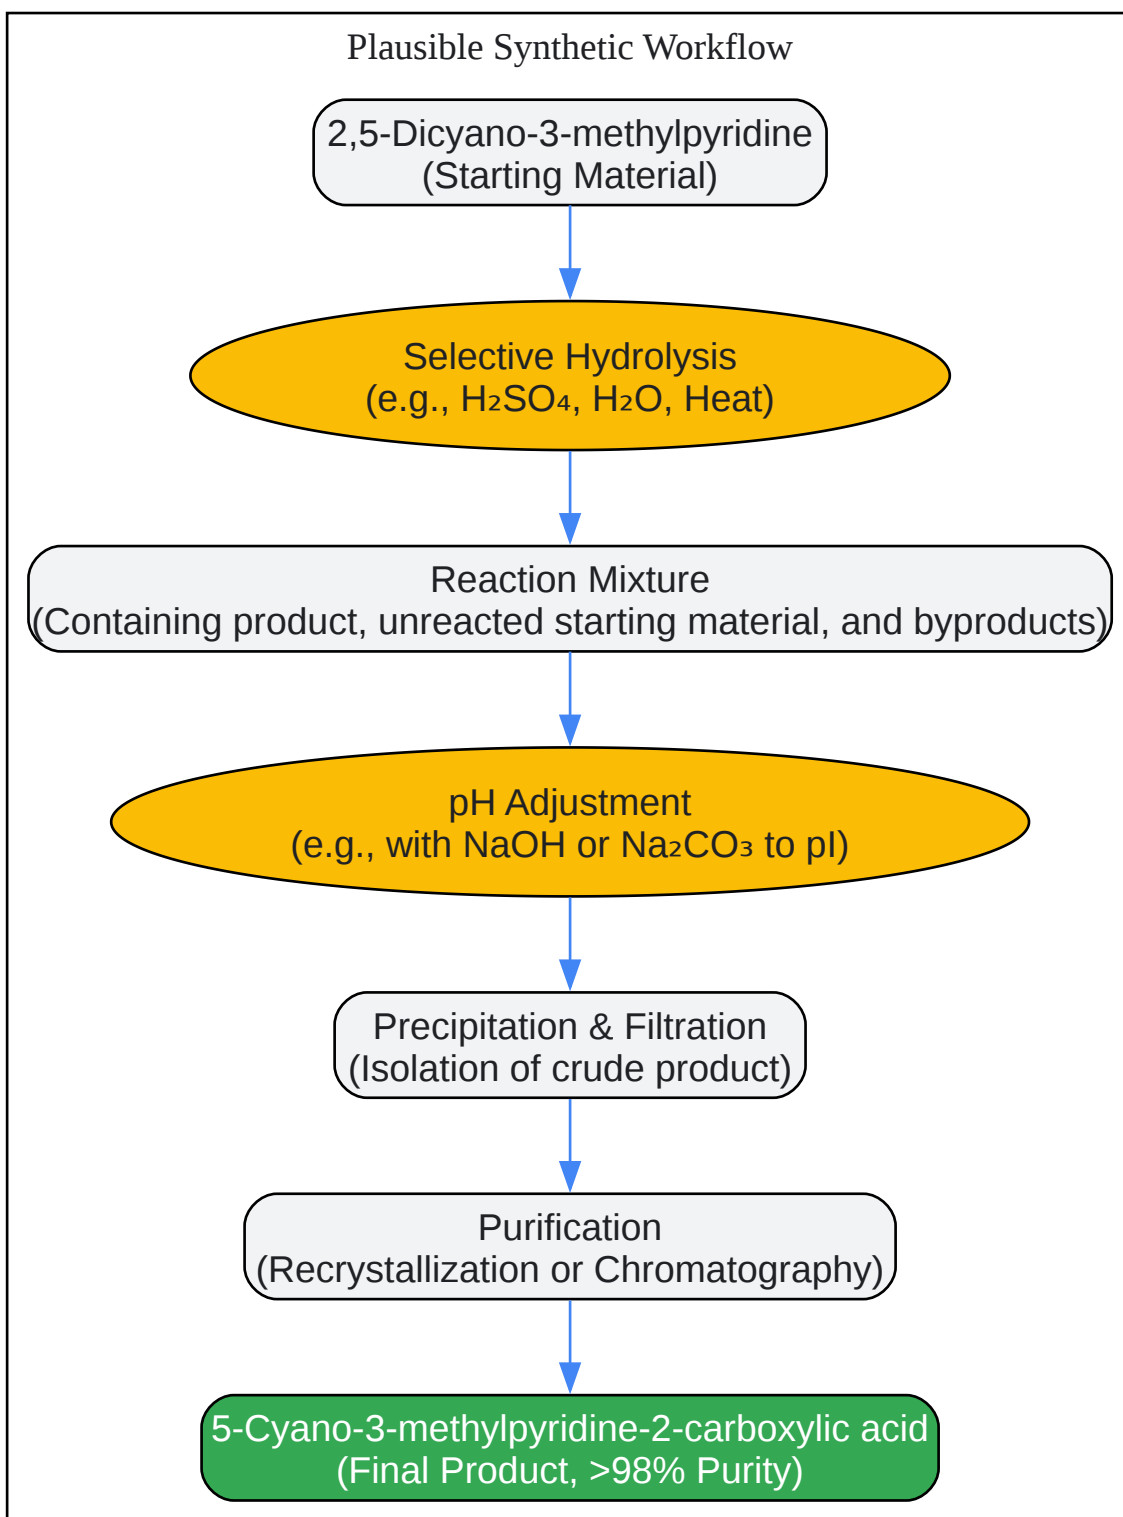 Plausible Synthetic Workflow
2,5-Dicyano-3-methylpyridine
(Starting Material)
Selective Hydrolysis
(e.g., H₂SO₄, H₂O, Heat)
Reaction Mixture
(Containing product, unreacted starting material, and byproducts)
pH Adjustment
(e.g., with NaOH or Na₂CO₃ to pI)
Precipitation & Filtration
(Isolation of crude product)
Purification
(Recrystallization or Chromatography)
5-Cyano-3-methylpyridine-2-carboxylic acid
(Final Product, >98% Purity)